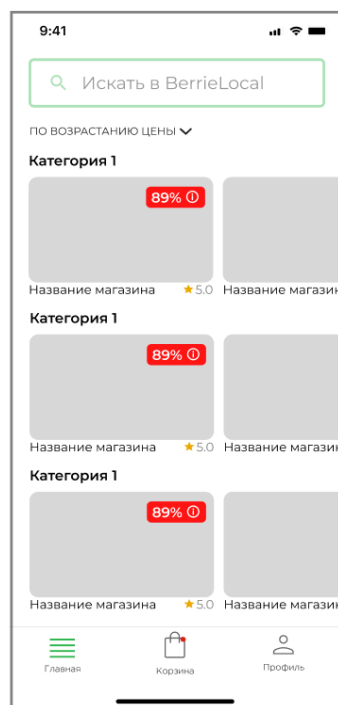 9:41
Искать в BerrieLocal
ПО ВОЗРАСТАНИЮ ЦЕНЫ
Категория 1
89%
Название магазина 5.0 Название магазин
Категория 1
89%
Название магазина 5.0 Название магазин
Категория 1
89%
Название магазина 5.0 Название магазин
Главная Корзина Профиль